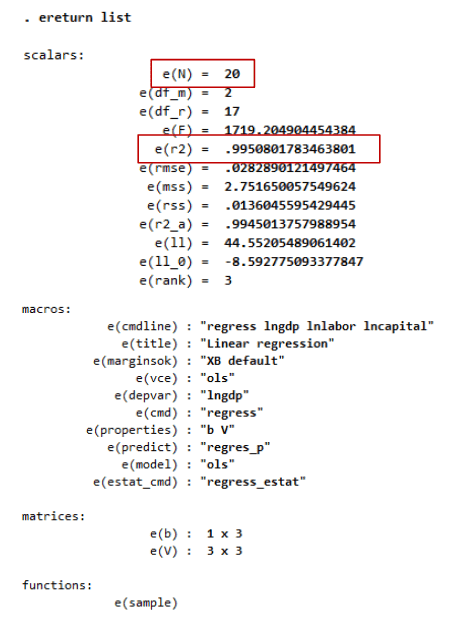 . ereturn list
scalars:
e(N) = 20
e(df_m) = 2
e(df_r) = 17
e(F) = 1719.204904454384
e(r2) = .9950801783463801
e(rmse) = .0282890121497464
e(mss) = 2.751650057549624
e(rss) = .0136045595429445
e(r2_a) = .9945013757988954
e(ll) = 44.55205489061402
e(ll_0) = -8.592775093377847
e(rank) = 3
macros:
e(cmdline) : "regress lngdp lnlabor lncapital"
e(title) : "Linear regression"
e(marginsok) : "XB default"
e(vce) : "ols"
e(depvar) : "lngdp"
e(cmd) : "regress"
e(properties) : "b V"
e(predict) : "regres_p"
e(model) : "ols"
e(estat_cmd) : "regress_estat"
matrices:
e(b) : 1 x 3
e(V) : 3 x 3
functions:
e(sample)